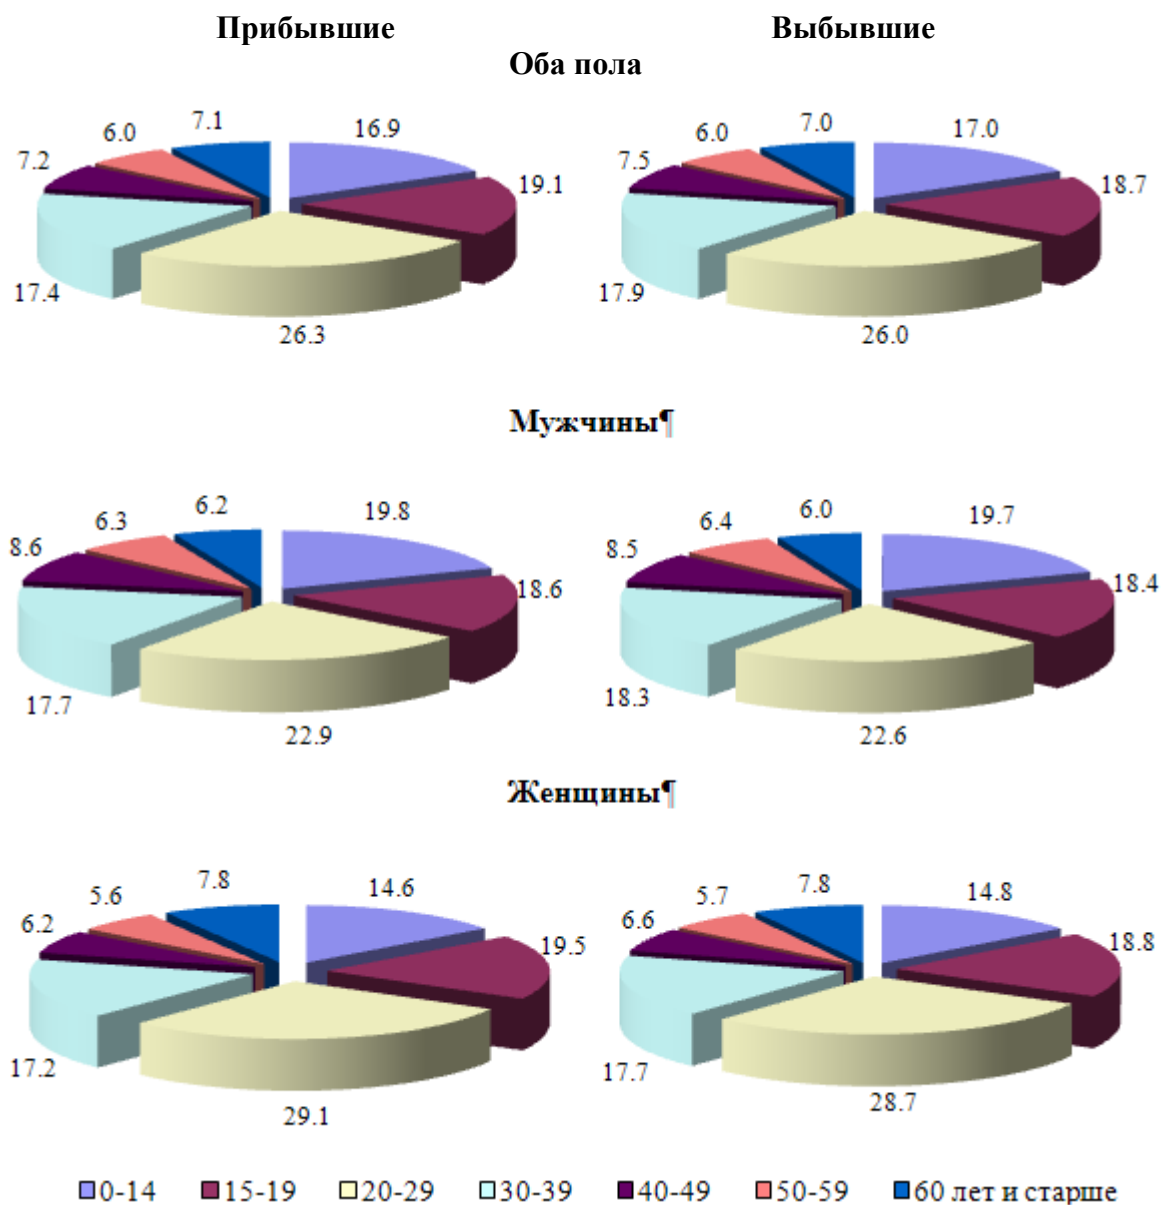 Прибывшие Выбывшие
Оба пола
7.1 16.9 7.0 17.0
6.0 6.0
7.2 19.1 7.5 18.7
17.4 17.9
26.3 26.0
Мужчины¶
6.2 19.8 6.0 19.7
6.3 6.4
8.6 18.6 8.5 18.4
17.7 18.3
22.9 22.6
Женщины¶
7.8 14.6 7.8 14.8
5.6 5.7
6.2 19.5 6.6 18.8
17.2 17.7
29.1 28.7
0-14 15-19 20-29 30-39 40-49 50-59 60 лет и старше